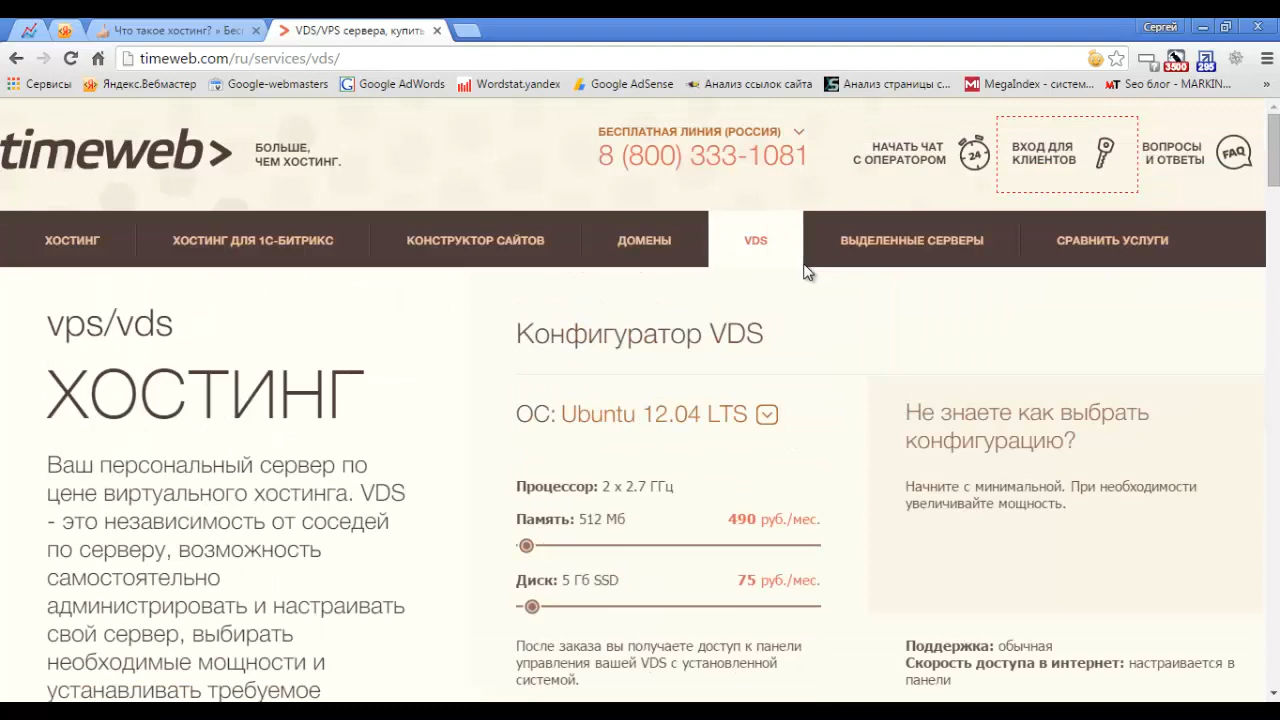 Сергей
Что такое хостинг? » Бес
VDS/VPS сервера, купить
timeweb.com/ru/services/vds/
3500
295
Сервисы
Яндекс.Вебмастер
Google-webmasters
Google AdWords
Wordstat.yandex
Google AdSense
Анализ ссылок сайта
Анализ страницы с...
MegaIndex - систем...
Seo блог - MARKIN...
»
timeweb>
БОЛЬШЕ,
ЧЕМ ХОСТИНГ.
БЕСПЛАТНАЯ ЛИНИЯ (РОССИЯ)
8 (800) 333-1081
НАЧАТЬ ЧАТ
С ОПЕРАТОРОМ
24
ВХОД ДЛЯ
КЛИЕНТОВ
ВОПРОСЫ
И ОТВЕТЫ
FAQ
ХОСТИНГ
ХОСТИНГ ДЛЯ 1С-БИТРИКС
КОНСТРУКТОР САЙТОВ
ДОМЕНЫ
VDS
ВЫДЕЛЕННЫЕ СЕРВЕРЫ
СРАВНИТЬ УСЛУГИ
vps/vds
ХОСТИНГ
Ваш персональный сервер по
цене виртуального хостинга. VDS
- это независимость от соседей
по серверу, возможность
самостоятельно
администрировать и настраивать
свой сервер, выбирать
необходимые мощности и
устанавливать требуемое
Конфигуратор VDS
ОС: Ubuntu 12.04 LTS
Процессор: 2 x 2.7 ГГц
Память: 512 Мб 490 руб./мес.
Диск: 5 Гб SSD 75 руб./мес.
После заказа вы получаете доступ к панели
управления вашей VDS с установленной
системой.
Не знаете как выбрать
конфигурацию?
Начните с минимальной. При необходимости
увеличивайте мощность.
Поддержка: обычная
Скорость доступа в интернет: настраивается в
панели